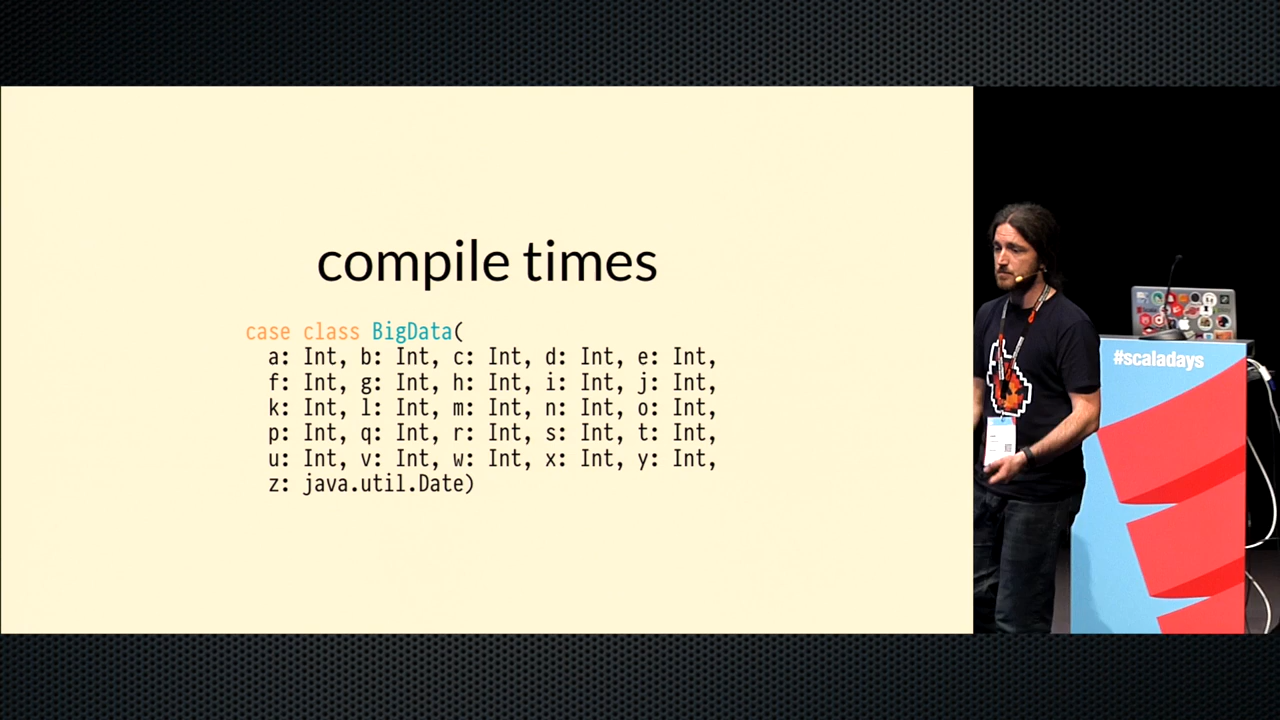 compile times
case class BigData(
a: Int, b: Int, c: Int, d: Int, e: Int,
f: Int, g: Int, h: Int, i: Int, j: Int,
k: Int, l: Int, m: Int, n: Int, o: Int,
p: Int, q: Int, r: Int, s: Int, t: Int,
u: Int, v: Int, w: Int, x: Int, y: Int,
z: java.util.Date)
#scaladays